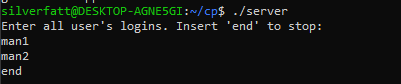 silverfatt@DESKTOP-AGNE5GI:~/cp$ ./server
Enter all user's logins. Insert 'end' to stop:
man1
man2
end